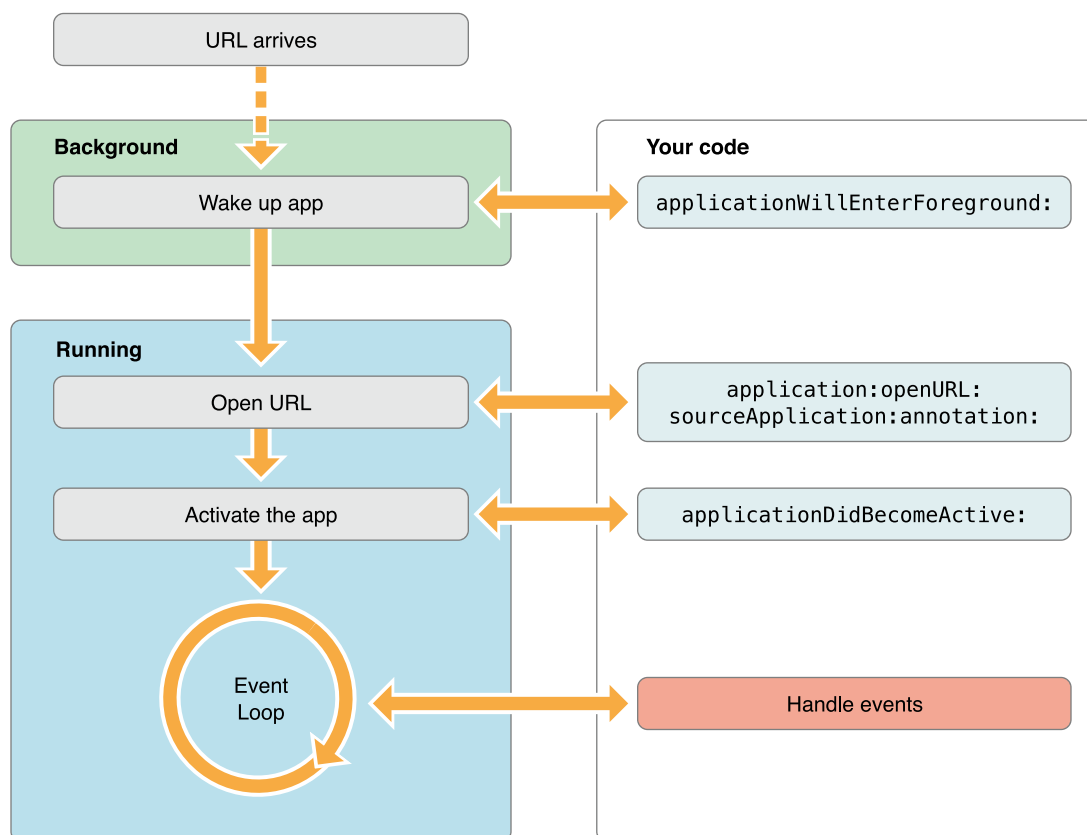 URL arrives
Background
Your code
Wake up app
applicationWillEnterForeground:
Running
Open URL
application:openURL:
sourceApplication:annotation:
Activate the app
applicationDidBecomeActive:
Event
Loop
Handle events